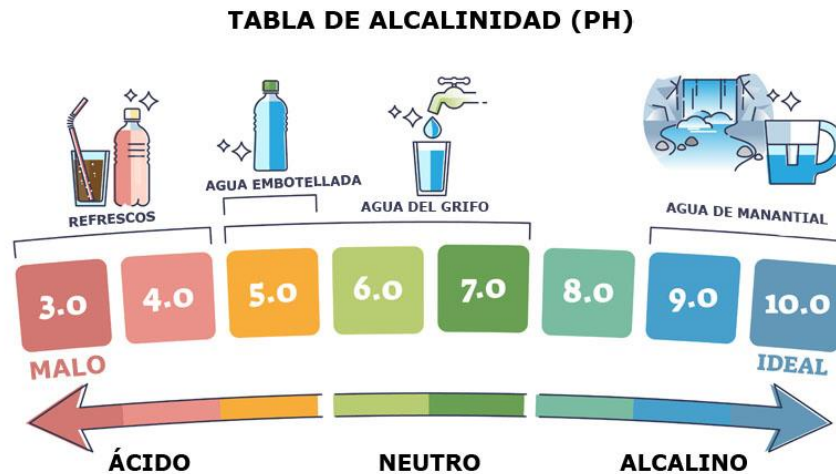 TABLA DE ALCALINIDAD (PH)
REFRESCOS
AGUA EMBOTELLADA
AGUA DEL GRIFO
AGUA DE MANANTIAL
3.0 4.0 5.0 6.0 7.0 8.0 9.0 10.0
MALO IDEAL
ÁCIDO NEUTRO ALCALINO